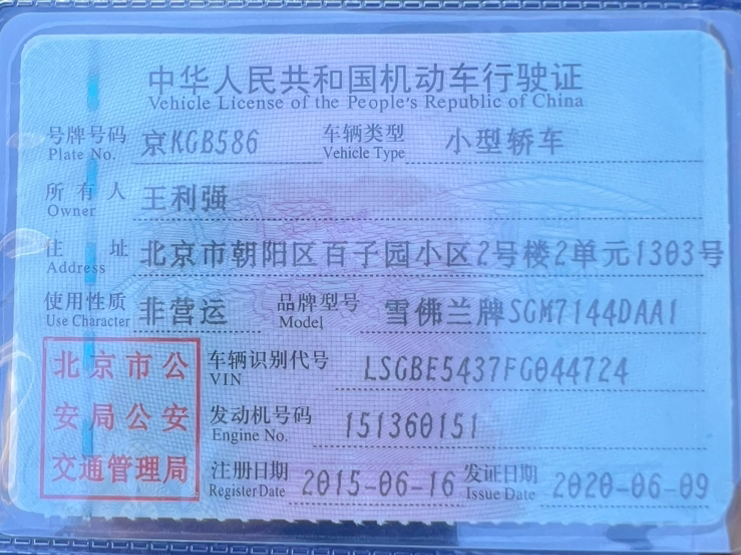 中华人民共和国机动车行驶证
Vehicle License of the People's Republic of China
号牌号码 京KGB586 车辆类型 小型轿车
Plate No. Vehicle Type
所有人 王利强
Owner
住址 北京市朝阳区百子园小区2号楼2单元1303号
Address
使用性质 非营运 品牌型号 雪佛兰牌SGM7144DAA1
Use Character Model
北京市公安局公安交通管理局
车辆识别代号 LSGBE5437FG044724
VIN
发动机号码 151360151
Engine No.
注册日期 2015-06-16 发证日期 2020-06-09
Register Date Issue Date